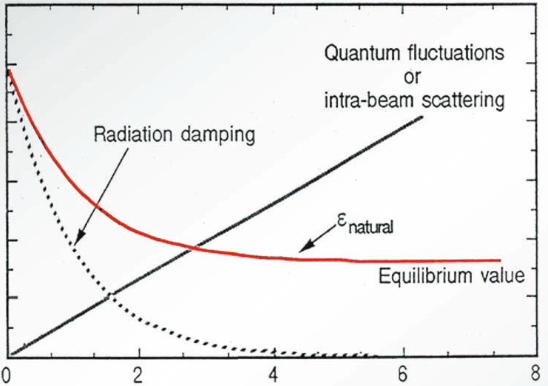 Quantum fluctuations
or
intra-beam scattering
Radiation damping
εnatural
Equilibrium value
0 2 4 6 8